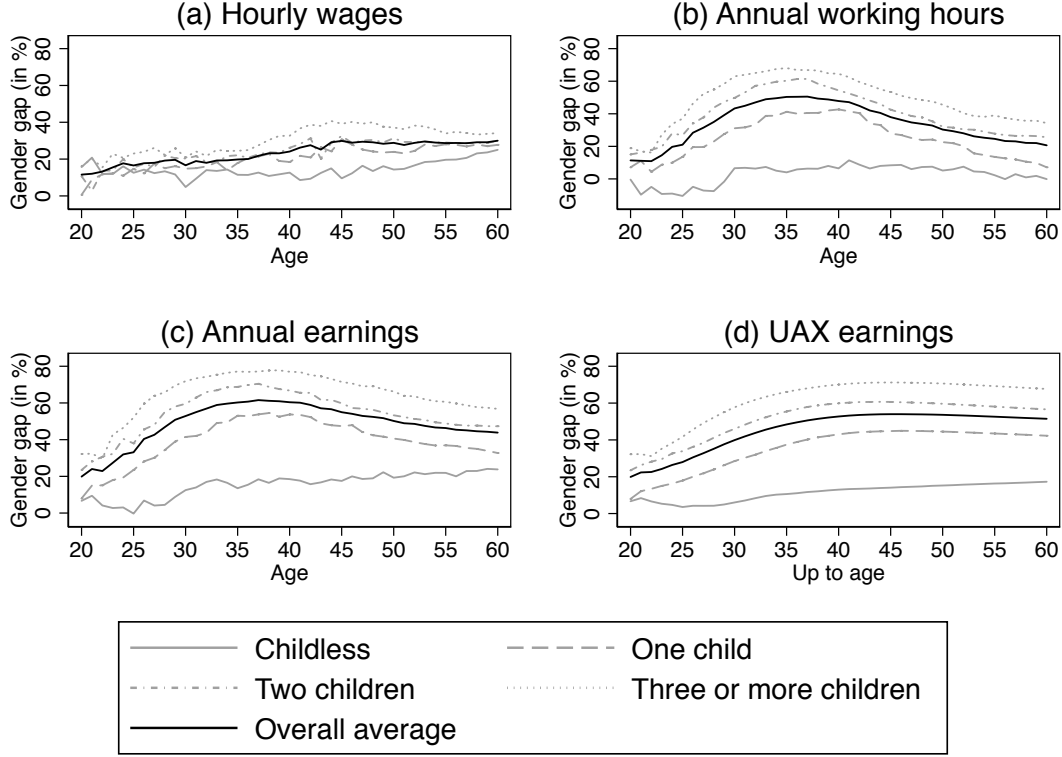 (a) Hourly wages
Gender gap (in %)
0 20 40 60 80
20 25 30 35 40 45 50 55 60
Age
(b) Annual working hours
Gender gap (in %)
0 20 40 60 80
20 25 30 35 40 45 50 55 60
Age
(c) Annual earnings
Gender gap (in %)
0 20 40 60 80
20 25 30 35 40 45 50 55 60
Age
(d) UAX earnings
Gender gap (in %)
0 20 40 60 80
20 25 30 35 40 45 50 55 60
Up to age
Childless
One child
Two children
Three or more children
Overall average